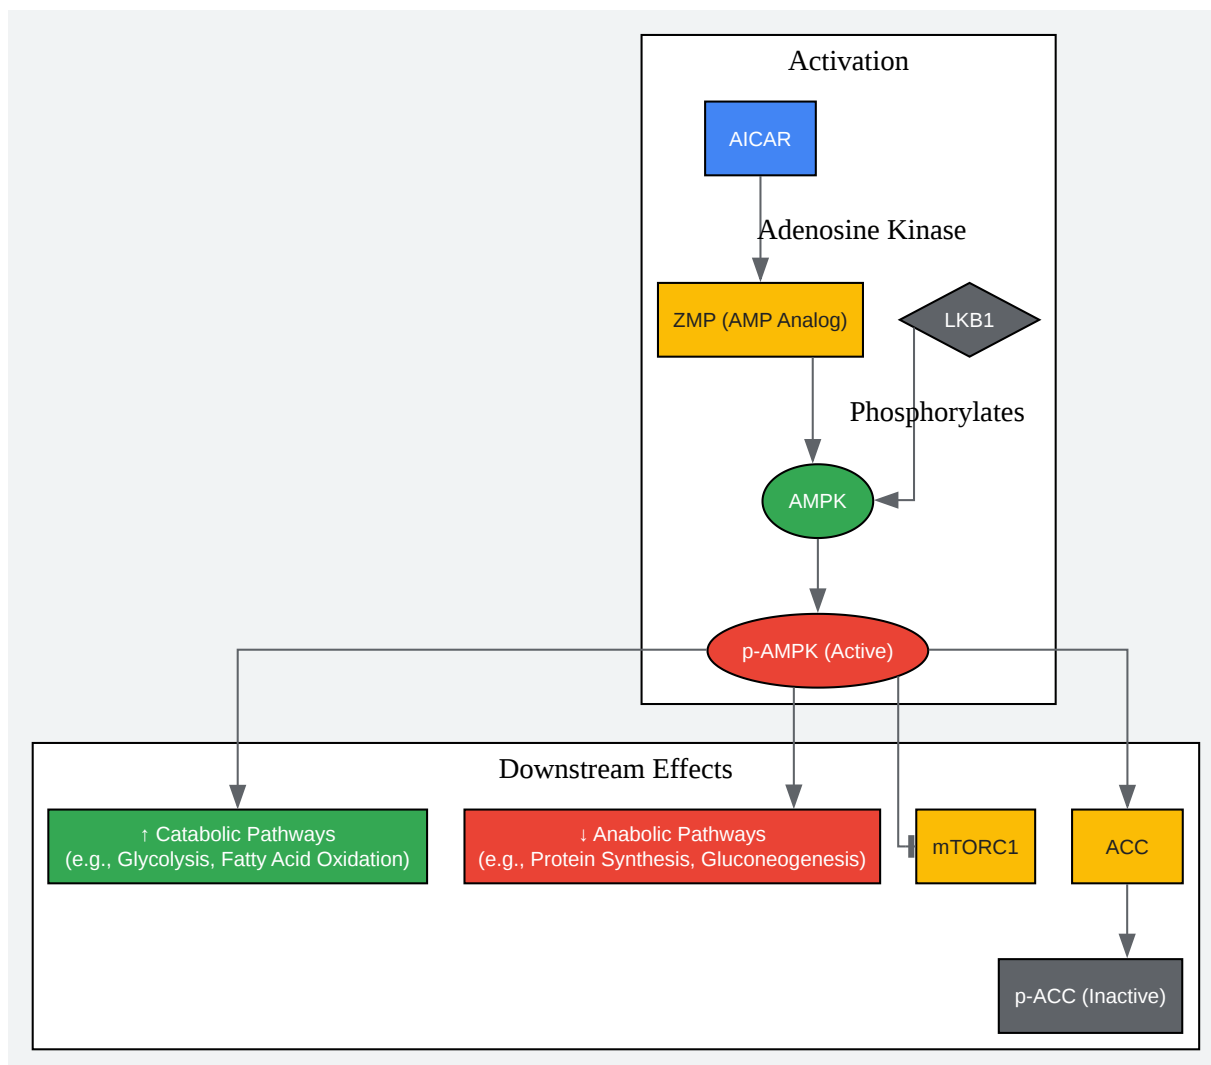 Activation
AICAR
Adenosine Kinase
ZMP (AMP Analog)
LKB1
Phosphorylates
AMPK
p-AMPK (Active)
Downstream Effects
↑ Catabolic Pathways
(e.g., Glycolysis, Fatty Acid Oxidation)
↓ Anabolic Pathways
(e.g., Protein Synthesis, Gluconeogenesis)
mTORC1
ACC
p-ACC (Inactive)